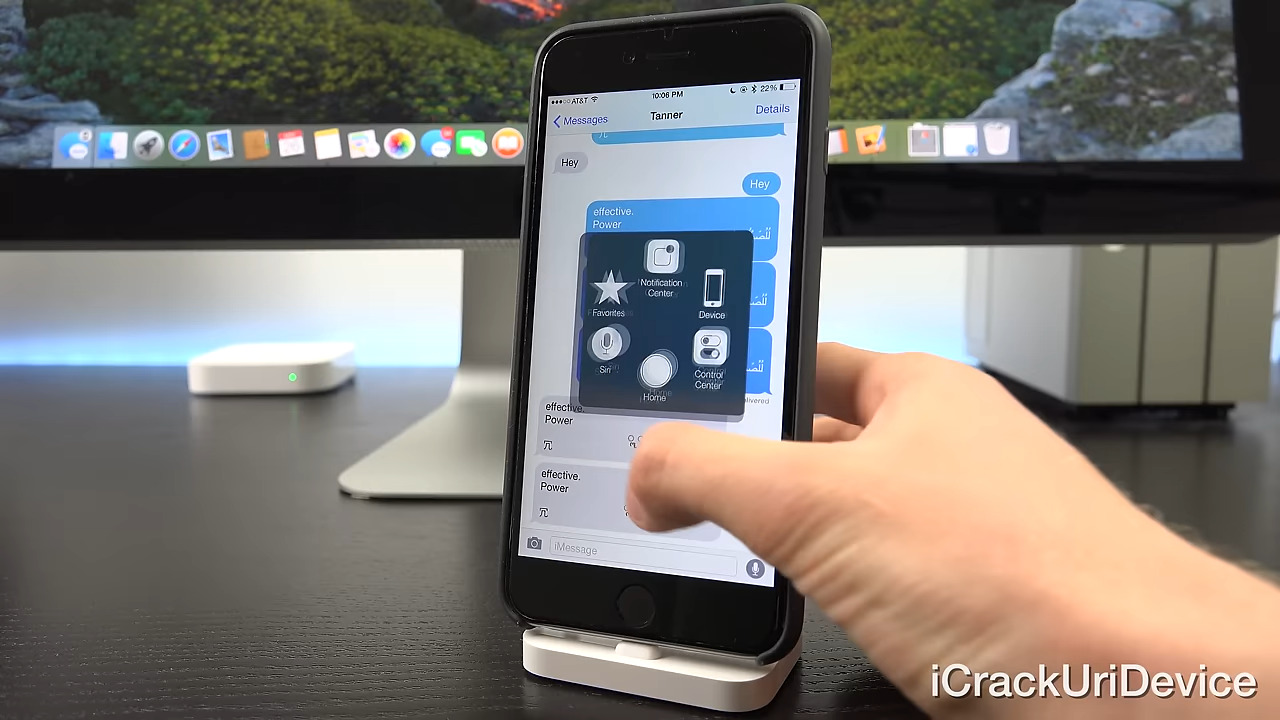 AT&T
10:06 PM
22%
Messages
Tanner
Details
Hey
Hey
effective.
Power
Notification
Center
Favorites
Device
Siri
Control
Center
Home
effective.
Power
effective.
Power
iMessage
iCrackUriDevice